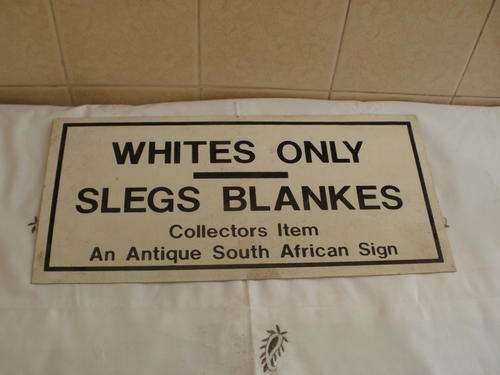 WHITES ONLY
SLEGS BLANKES
Collectors Item
An Antique South African Sign